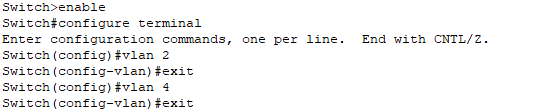 Switch>enable
Switch#configure terminal
Enter configuration commands, one per line.  End with CNTL/Z.
Switch(config)#vlan 2
Switch(config-vlan)#exit
Switch(config)#vlan 4
Switch(config-vlan)#exit